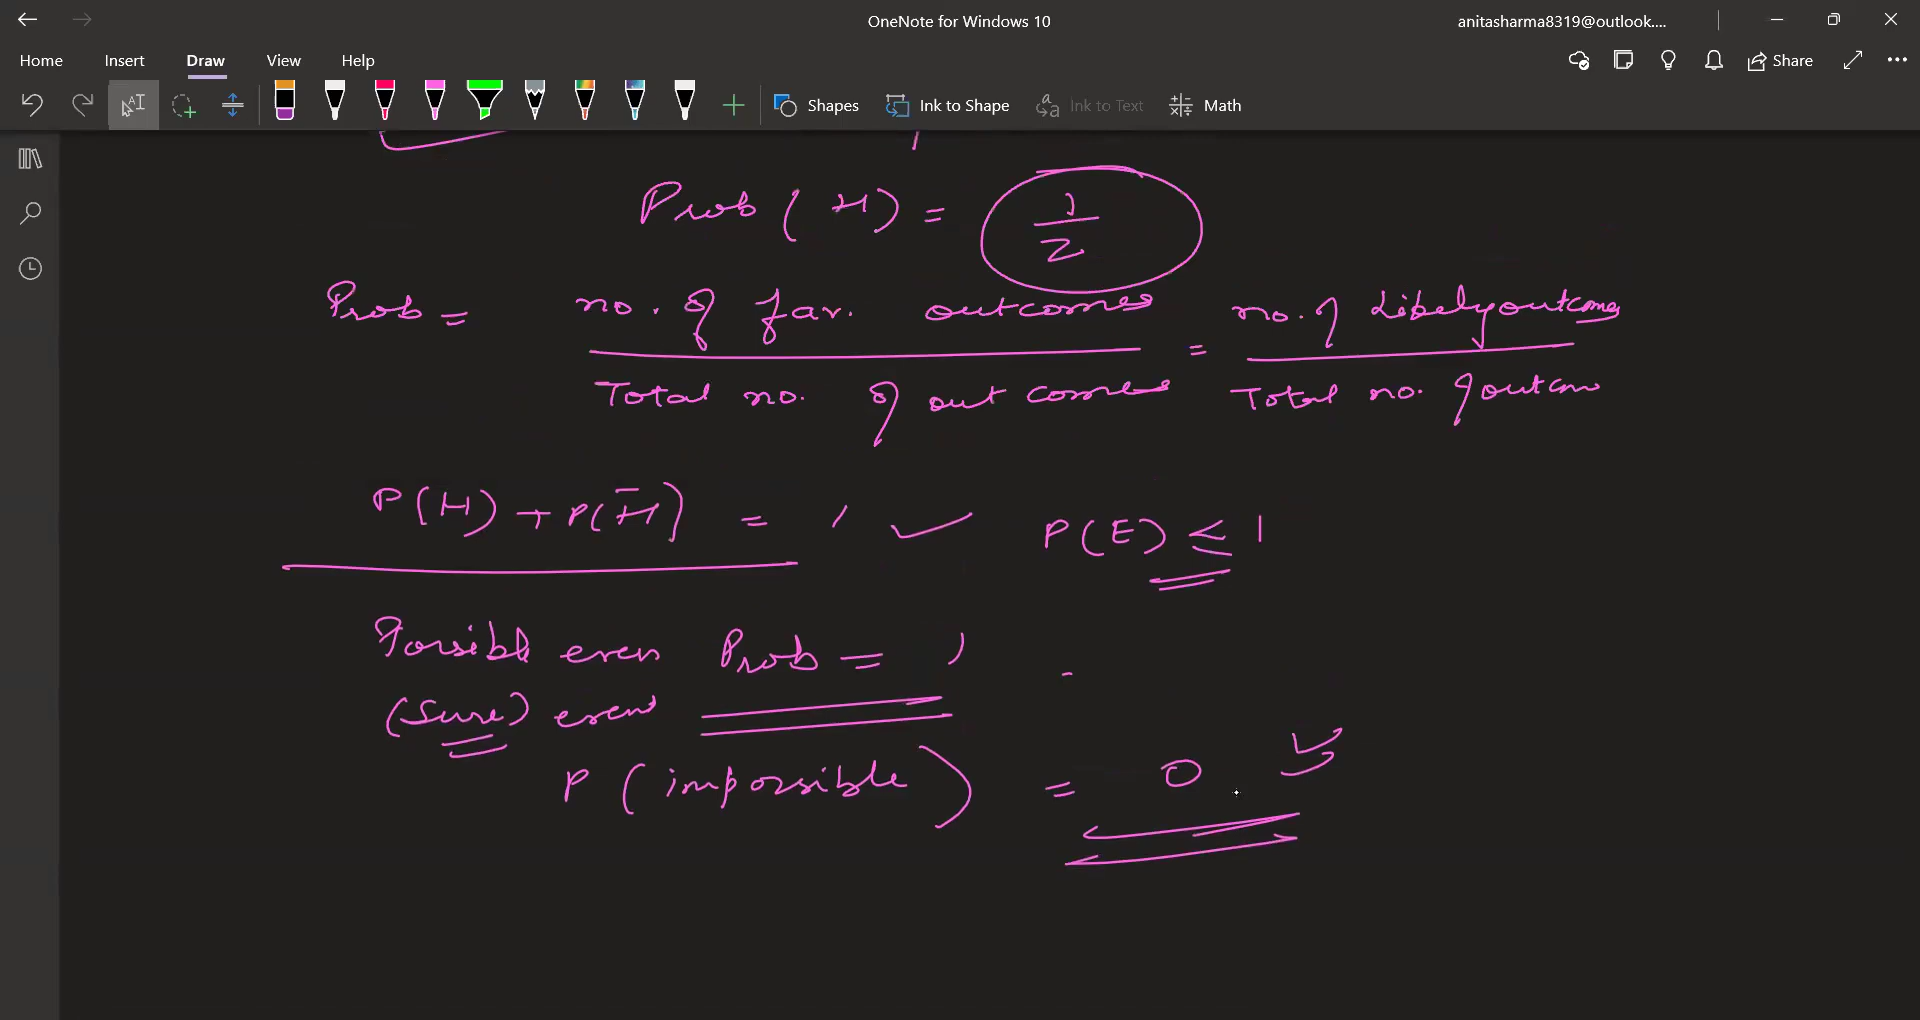 OneNote for Windows 10
anitasharma8319@outlook....
Home Insert Draw View Help
Share
Shapes Ink to Shape Ink to Text Math
Prob ( H ) = 1/2
Prob = no. of fav. outcomes / Total no. of outcomes = no. of Likely outcomes / Total no. of outcm
P(H) + P(H̄) = 1 ✓ P(E) ≤ 1
Possible even Prob = 1
(Sure) event
P (impossible) = 0